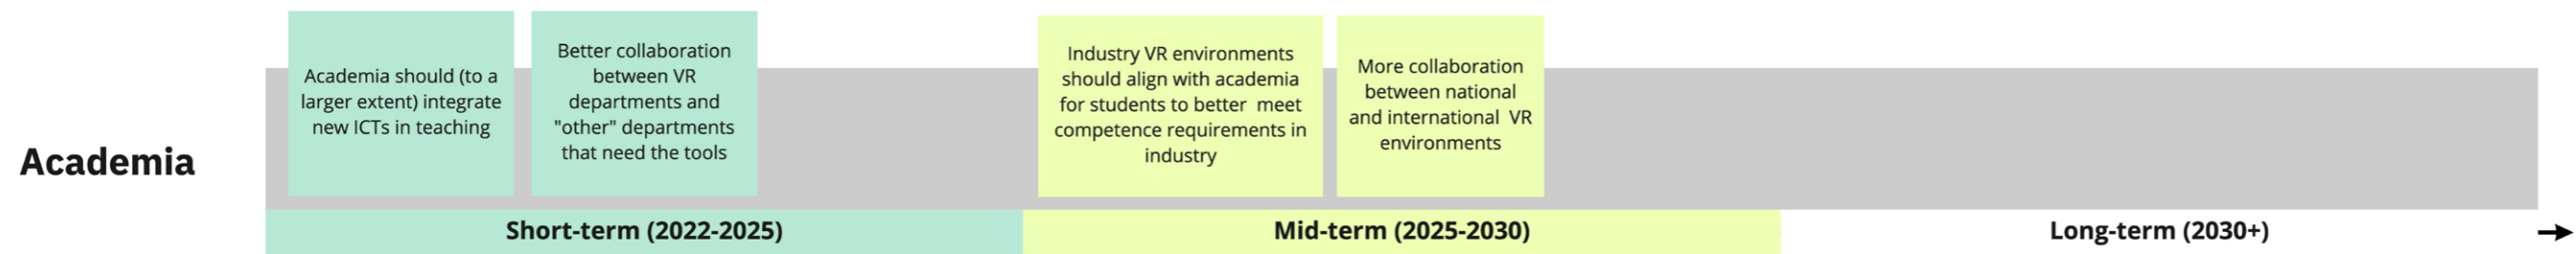 Academia should (to a
larger extent) integrate
new ICTs in teaching
Better collaboration
between VR
departments and
"other" departments
that need the tools
Industry VR environments
should align with academia
for students to better  meet
competence requirements in
industry
More collaboration
between national
and international  VR
environments
Academia
Short-term (2022-2025)
Mid-term (2025-2030)
Long-term (2030+)